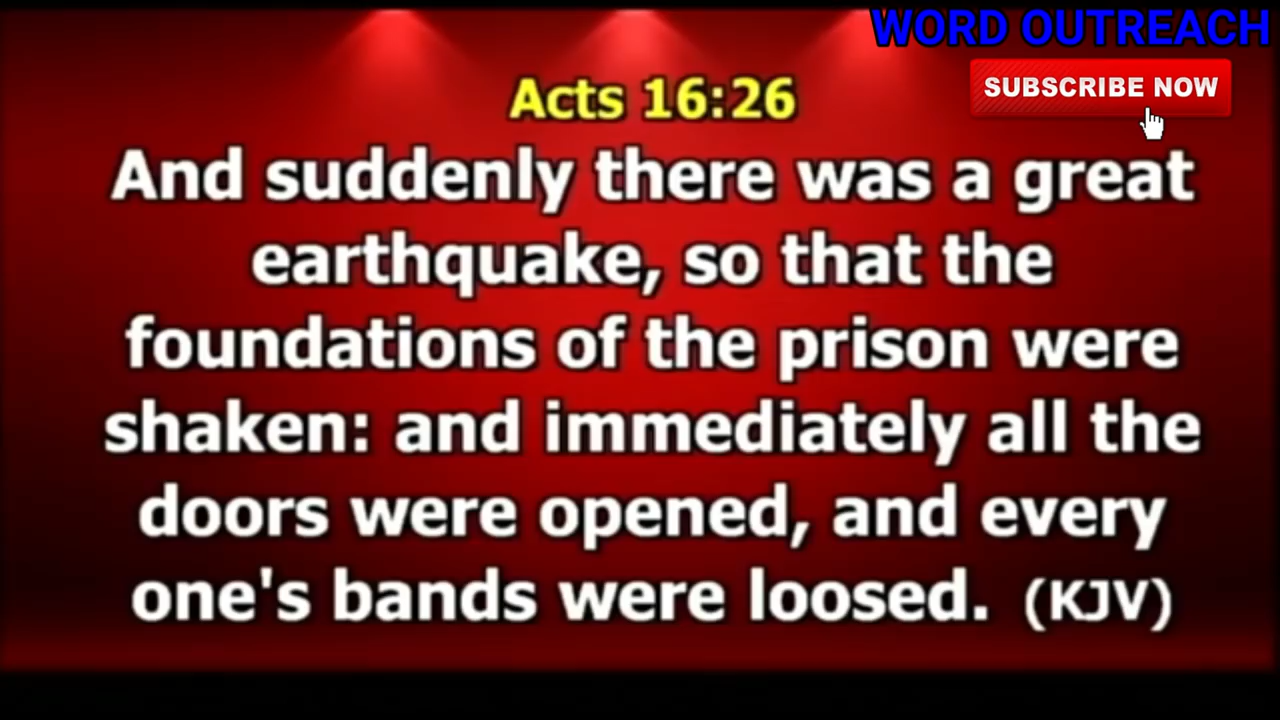 WORD OUTREACH
SUBSCRIBE NOW
Acts 16:26
And suddenly there was a great
earthquake, so that the
foundations of the prison were
shaken: and immediately all the
doors were opened, and every
one's bands were loosed. (KJV)